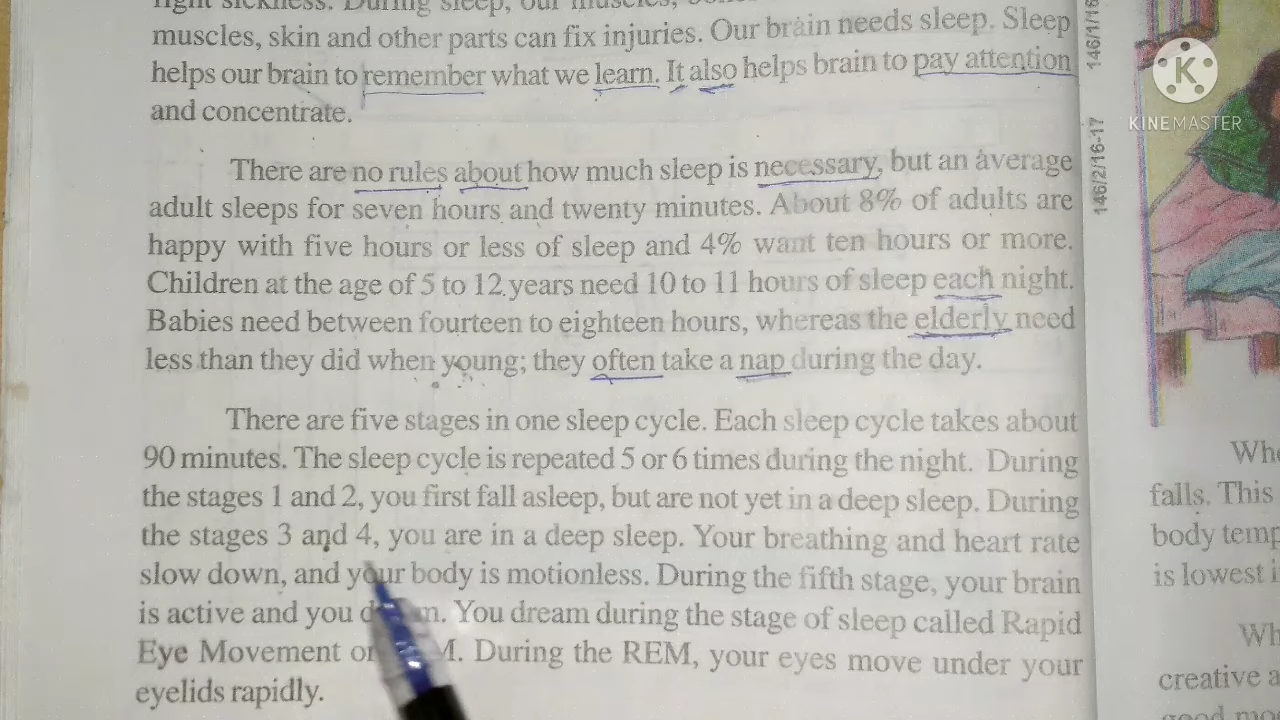 muscles, skin and other parts can fix injuries. Our brain needs sleep. Sleep
helps our brain to remember what we learn. It also helps brain to pay attention
and concentrate.
There are no rules about how much sleep is necessary, but an average
adult sleeps for seven hours and twenty minutes. About 8% of adults are
happy with five hours or less of sleep and 4% want ten hours or more.
Children at the age of 5 to 12 years need 10 to 11 hours of sleep each night.
Babies need between fourteen to eighteen hours, whereas the elderly need
less than they did when young; they often take a nap during the day.
There are five stages in one sleep cycle. Each sleep cycle takes about
90 minutes. The sleep cycle is repeated 5 or 6 times during the night. During
the stages 1 and 2, you first fall asleep, but are not yet in a deep sleep. During
the stages 3 and 4, you are in a deep sleep. Your breathing and heart rate
slow down, and your body is motionless. During the fifth stage, your brain
is active and you. You dream during the stage of sleep called Rapid
Eye Movement or. During the REM, your eyes move under your
eyelids rapidly.
146/1/16
146/2/16-17
K
KINEMASTER
falls. This
body
is lowest
creative